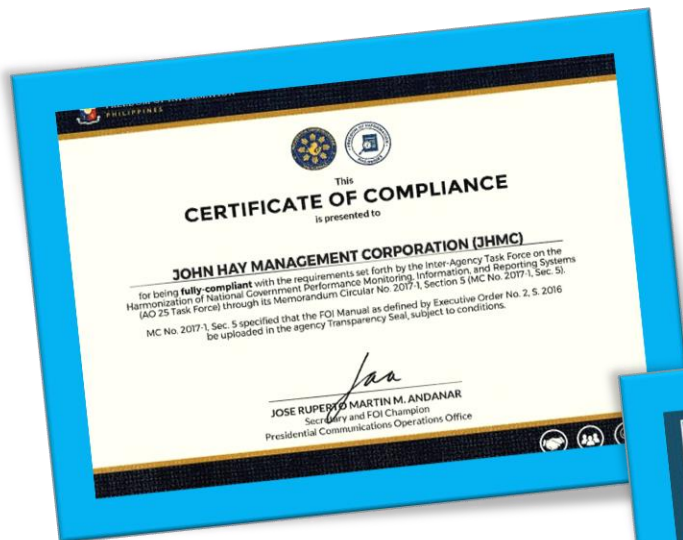 PHILIPPINES
This
CERTIFICATE OF COMPLIANCE
is presented to
JOHN HAY MANAGEMENT CORPORATION (JHMC)
for being fully-compliant with the requirements set forth by the Inter-Agency Task Force on the
Harmonization of National Government Performance Monitoring, Information, and Reporting Systems
(AO 25 Task Force) through its Memorandum Circular No. 2017-1, Section 5 (MC No. 2017-1, Sec. 5).
MC No. 2017-1, Sec. 5 specified that the FOI Manual as defined by Executive Order No. 2, S. 2016
be uploaded in the agency Transparency Seal, subject to conditions.
JOSE RUPERTO MARTIN M. ANDANAR
Secretary and FOI Champion
Presidential Communications Operations Office